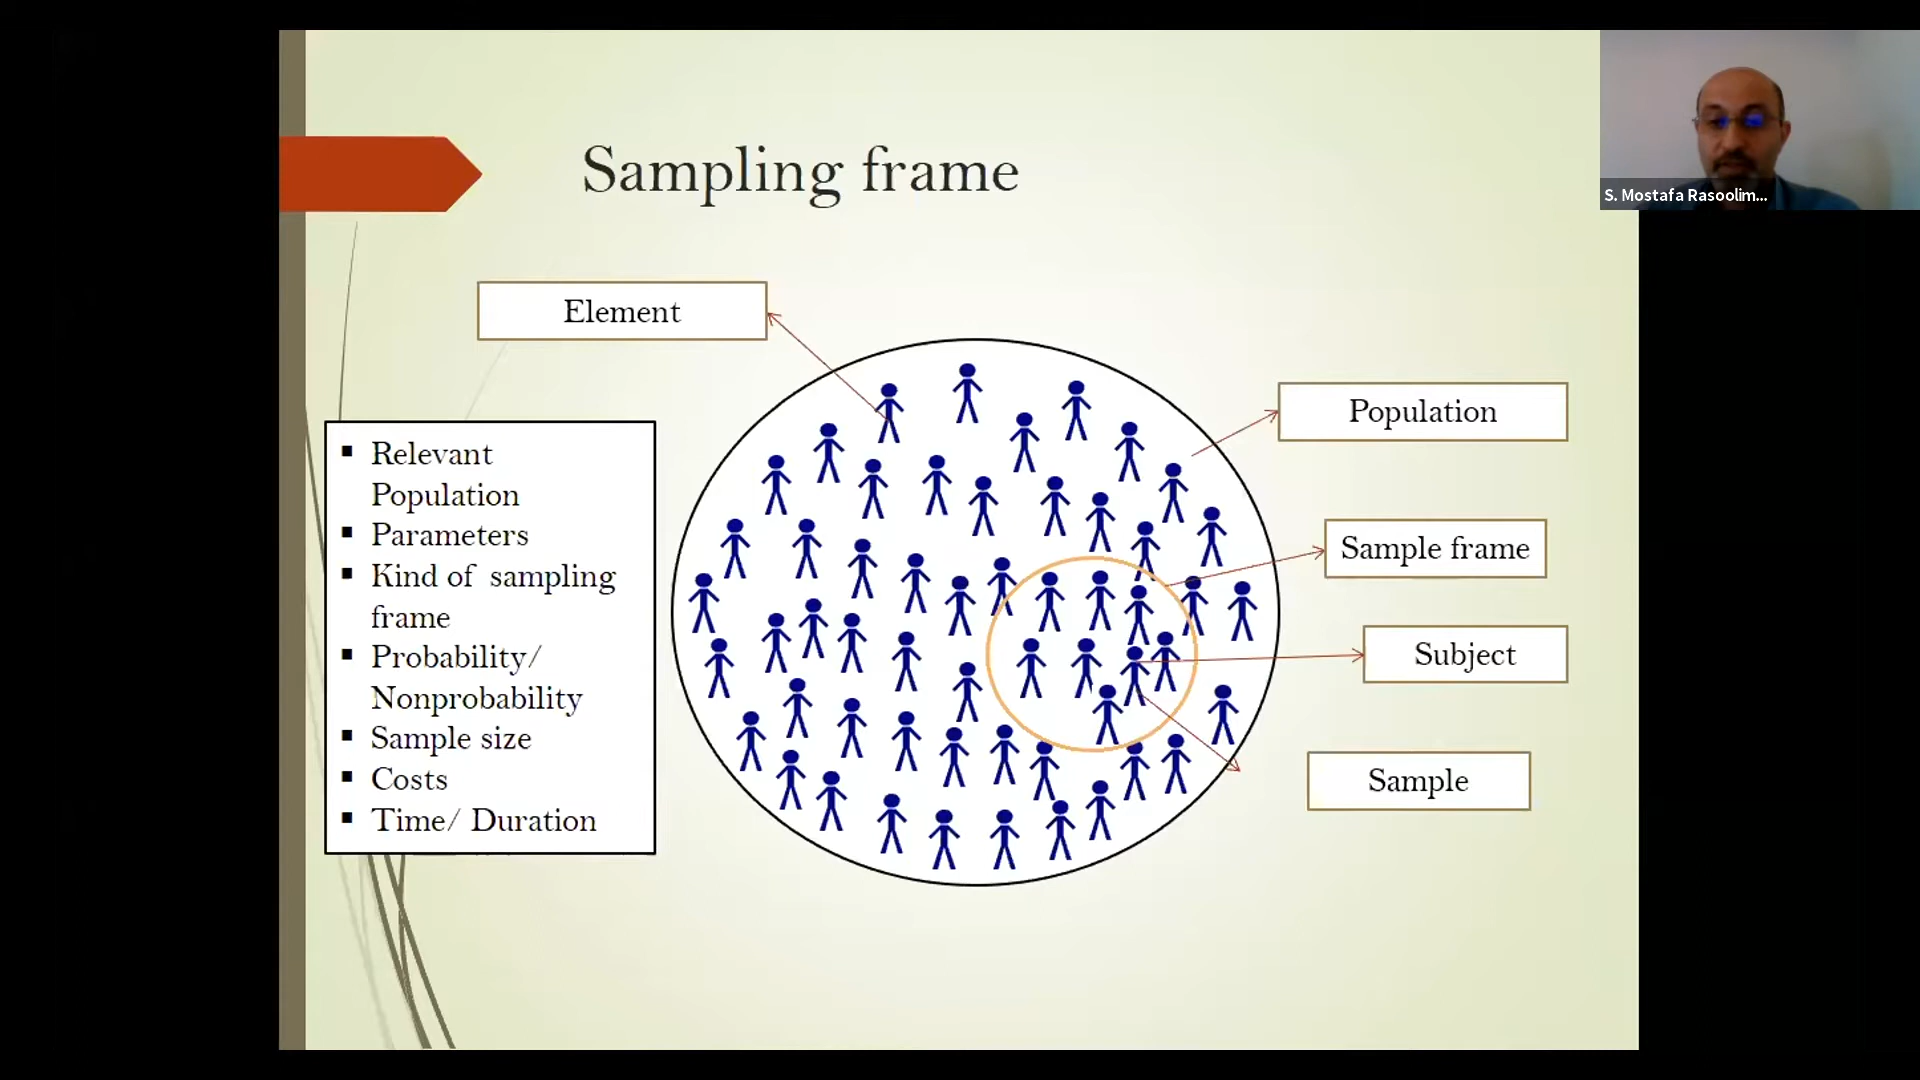 Sampling frame
S. Mostafa Rasoolim...
Element
Population
▪ Relevant
Population
▪ Parameters
▪ Kind of sampling
frame
▪ Probability/
Nonprobability
▪ Sample size
▪ Costs
▪ Time/ Duration
Sample frame
Subject
Sample